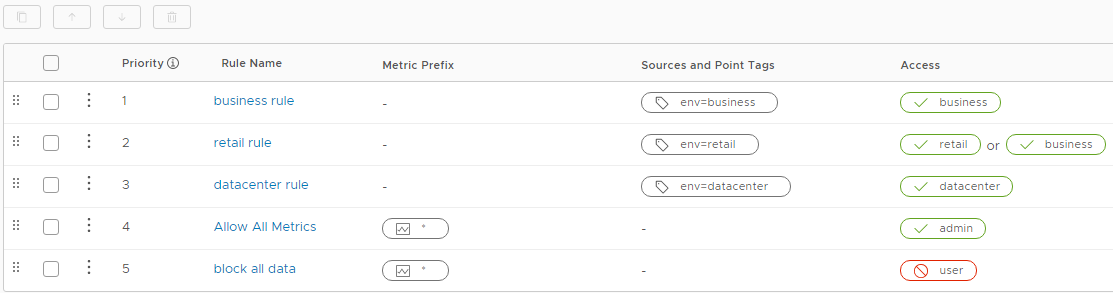 Priority Rule Name Metric Prefix Sources and Point Tags Access
1 business rule - env=business business
2 retail rule - env=retail retail or business
3 datacenter rule - env=datacenter datacenter
4 Allow All Metrics * - admin
5 block all data * - user